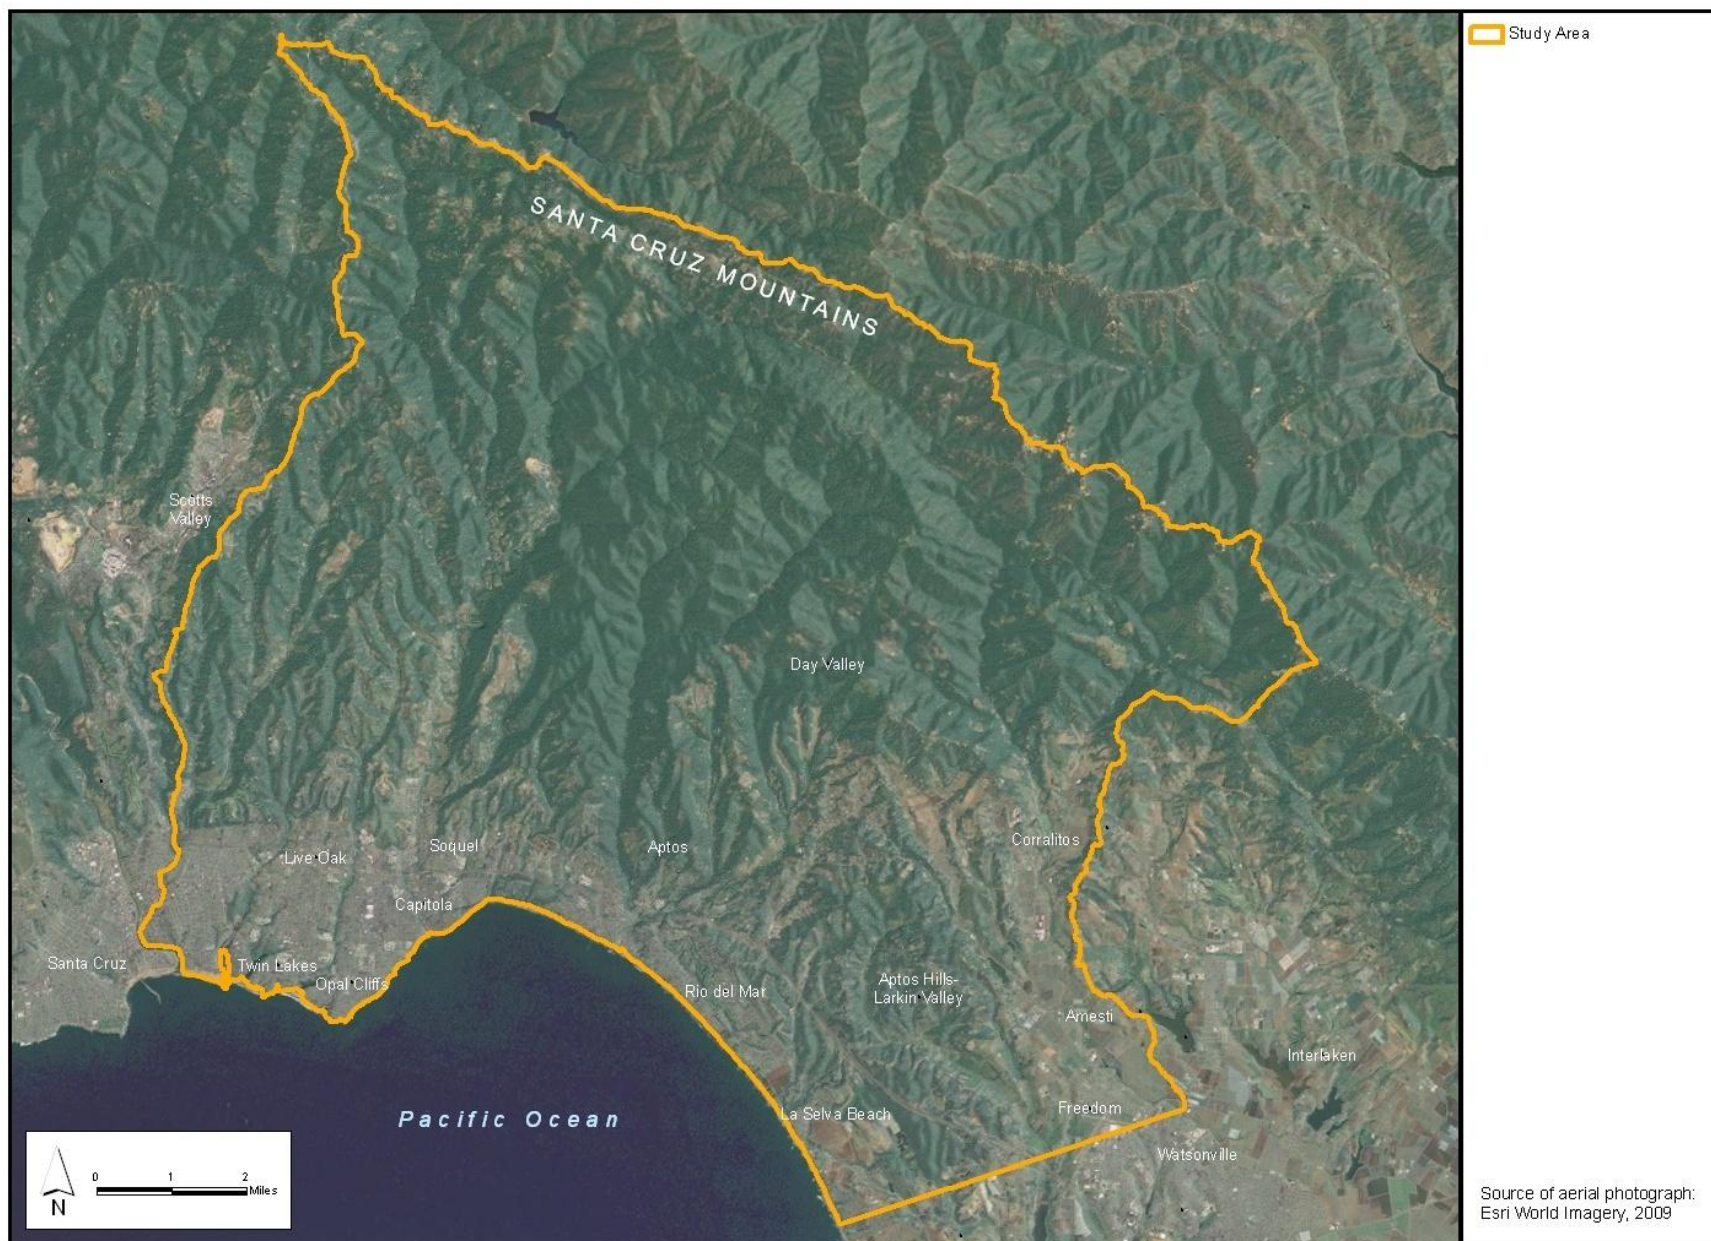 Study Area
SANTA CRUZ MOUNTAINS
Scotts
Valley
Day Valley
Corralitos
Live Oak
Soquel
Aptos
Capitola
Santa Cruz
Twin Lakes
Opal Cliffs
Rio del Mar
Aptos Hills-
Larkin Valley
Amesti
Interlaken
Pacific Ocean
La Selva Beach
Freedom
Watsonville
0 1 2
Miles
N
Source of aerial photograph:
Esri World Imagery, 2009